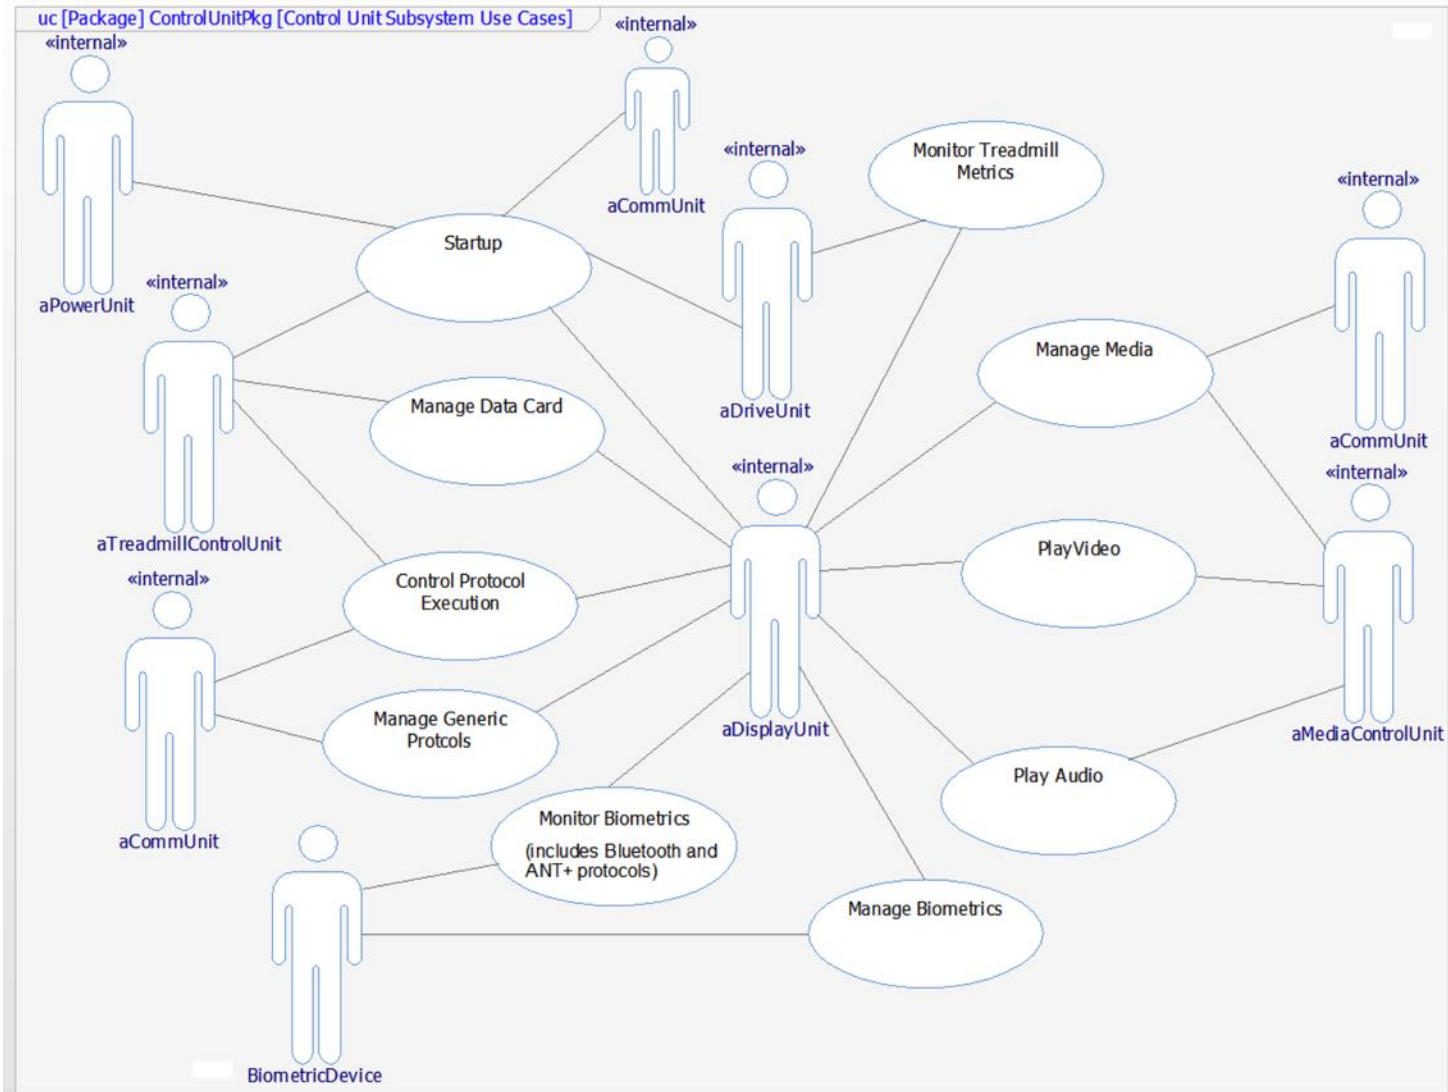 uc [Package] ControlUnitPkg [Control Unit Subsystem Use Cases]
«internal»
aPowerUnit
«internal»
aCommUnit
Startup
«internal»
aDriveUnit
Monitor Treadmill
Metrics
«internal»
aCommUnit
«internal»
aTreadmillControlUnit
Manage Data Card
Manage Media
«internal»
aDisplayUnit
«internal»
aMediaControlUnit
PlayVideo
Control Protocol
Execution
«internal»
aCommUnit
Manage Generic
Protcols
Play Audio
Monitor Biometrics
(includes Bluetooth and
ANT+ protocols)
Manage Biometrics
BiometricDevice